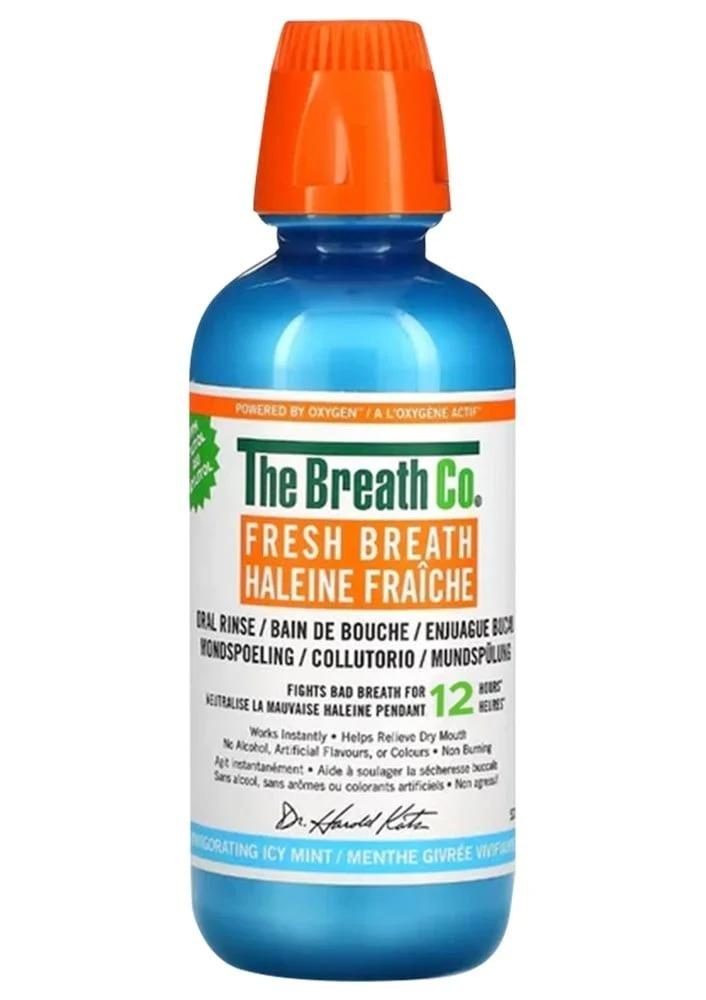 POWERED BY OXYGEN™ / A L'OXYGÈNE ACTIF™
The Breath Co.®
FRESH BREATH
HALEINE FRAÎCHE
ORAL RINSE / BAIN DE BOUCHE / ENJUAGUE BUCAL
MONDSPOELING / COLLUTORIO / MUNDSPÜLUNG
FIGHTS BAD BREATH FOR 12 HOURS*
NEUTRALISE LA MAUVAISE HALEINE PENDANT 12 HEURES*
Works Instantly • Helps Relieve Dry Mouth
No Alcohol, Artificial Flavours, or Colours • Non Burning
Agit instantanément • Aide à soulager la sécheresse buccale
Sans alcool, sans arômes ou colorants artificiels • Non agressif
Dr. Harold Katz
INVIGORATING ICY MINT / MENTHE GIVRÉE